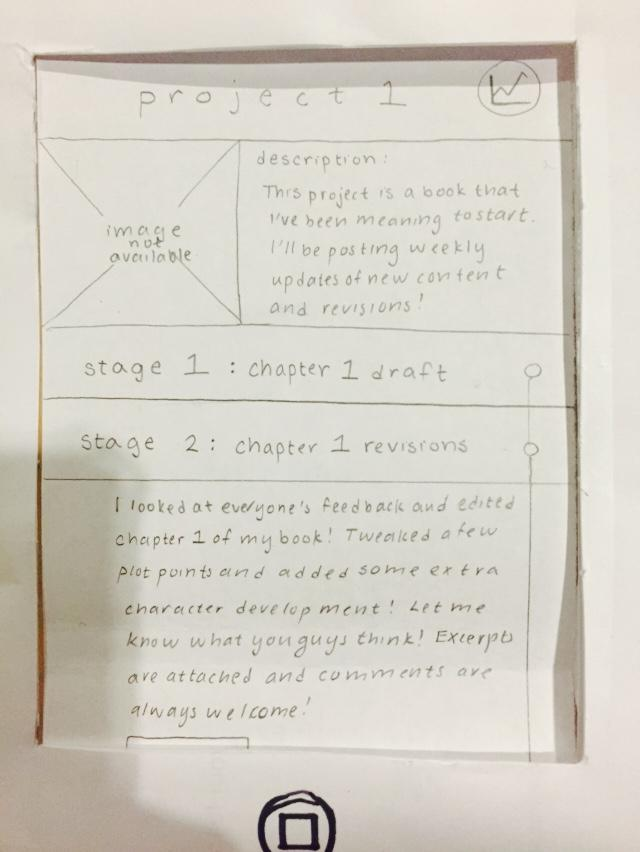 project 1
image
not
available
description:
This project is a book that
I've been meaning to start.
I'll be posting weekly
updates of new content
and revisions!
stage 1 : chapter 1 draft
stage 2: chapter 1 revisions
I looked at everyone's feedback and edited
chapter 1 of my book! Tweaked a few
plot points and added some extra
character development! Let me
know what you guys think! Excerpts
are attached and comments are
always welcome!